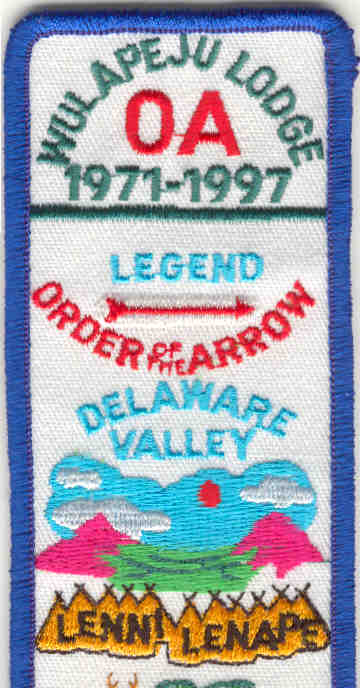 WULAPEJU LODGE
OA
1971-1997
LEGEND
ORDER OF THE ARROW
DELAWARE
VALLEY
LENNI LENAPE